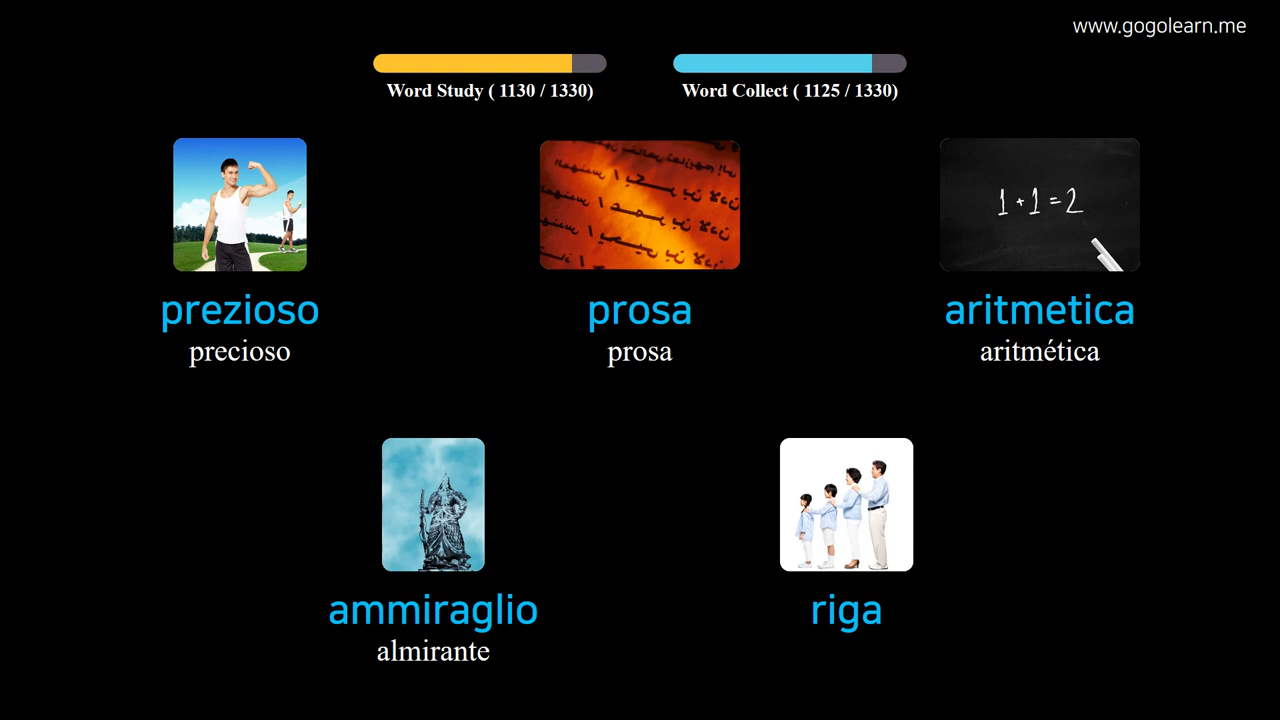 www.gogolearn.me
Word Study ( 1130 / 1330)
Word Collect ( 1125 / 1330)
1 + 1 = 2
prezioso
precioso
prosa
prosa
aritmetica
aritmética
ammiraglio
almirante
riga